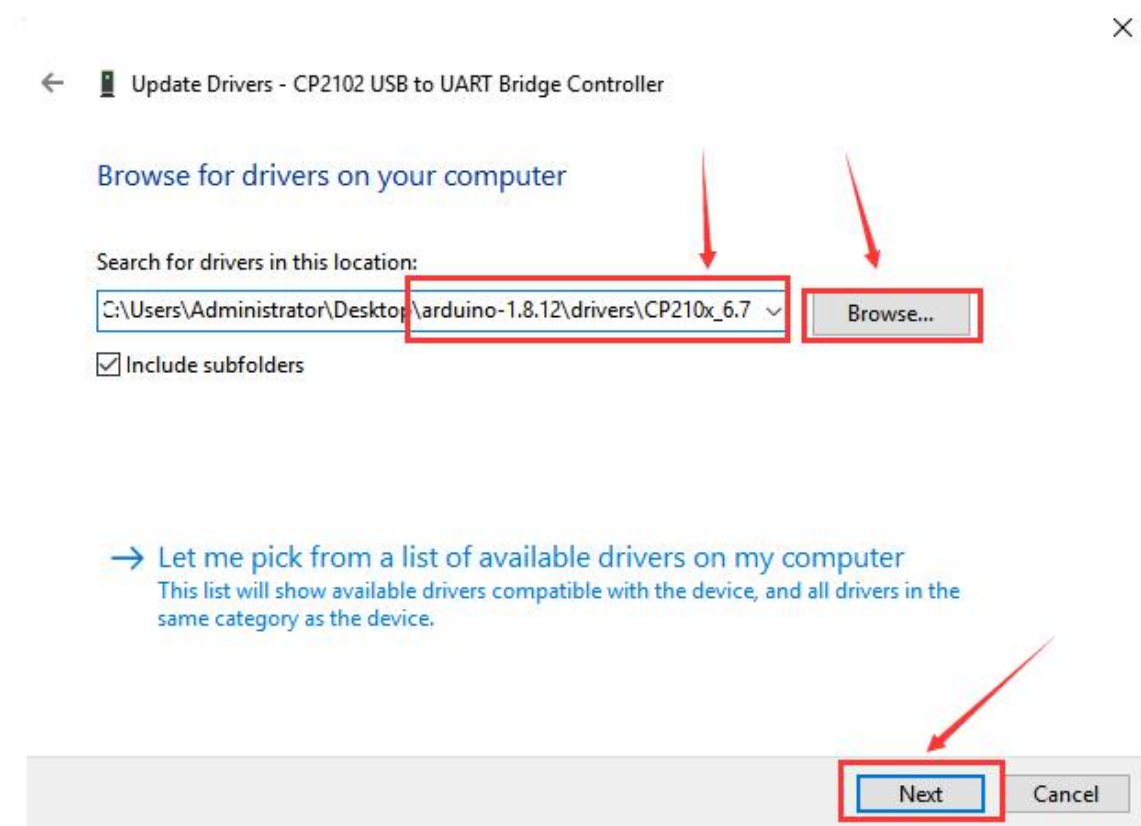 Update Drivers - CP2102 USB to UART Bridge Controller
Browse for drivers on your computer
Search for drivers in this location:
C:\Users\Administrator\Desktop\arduino-1.8.12\drivers\CP210x_6.7
Browse...
Include subfolders
Let me pick from a list of available drivers on my computer
This list will show available drivers compatible with the device, and all drivers in the
same category as the device.
Next
Cancel